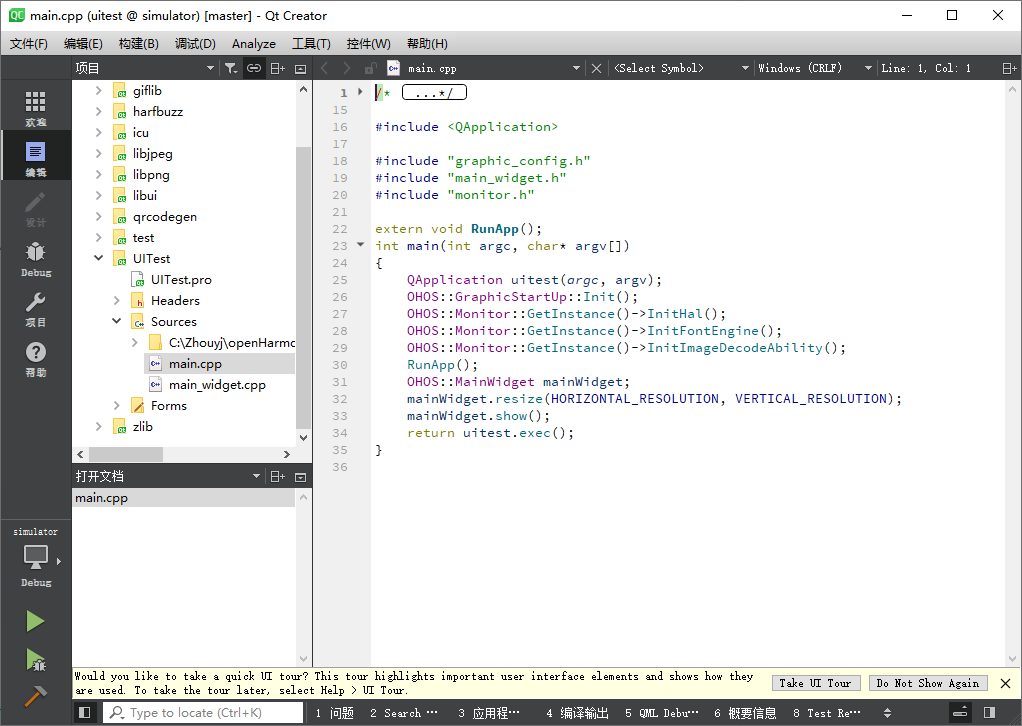 main.cpp (uitest @ simulator) [master] - Qt Creator
文件(F) 编辑(E) 构建(B) 调试(D) Analyze 工具(T) 控件(W) 帮助(H)
项目
main.cpp <Select Symbol> Windows (CRLF) Line: 1, Col: 1
欢迎
编辑
设计
Debug
项目
帮助
giflib
harfbuzz
icu
libjpeg
libpng
libui
qrcodegen
test
UITest
UITest.pro
Headers
Sources
C:\Zhouyj\openHarmo
main.cpp
main_widget.cpp
Forms
zlib
打开文档
main.cpp
simulator
Debug
1 /* ...*/
15
16 #include <QApplication>
17
18 #include "graphic_config.h"
19 #include "main_widget.h"
20 #include "monitor.h"
21
22 extern void RunApp();
23 int main(int argc, char* argv[])
24 {
25 QApplication uitest(argc, argv);
26 OHOS::GraphicStartUp::Init();
27 OHOS::Monitor::GetInstance()->InitHal();
28 OHOS::Monitor::GetInstance()->InitFontEngine();
29 OHOS::Monitor::GetInstance()->InitImageDecodeAbility();
30 RunApp();
31 OHOS::MainWidget mainWidget;
32 mainWidget.resize(HORIZONTAL_RESOLUTION, VERTICAL_RESOLUTION);
33 mainWidget.show();
34 return uitest.exec();
35 }
36
Would you like to take a quick UI tour? This tour highlights important user interface elements and shows how they
are used. To take the tour later, select Help > UI Tour.
Take UI Tour Do Not Show Again
Type to locate (Ctrl+K) 1 问题 2 Search ··· 3 应用程··· 4 编译输出 5 QML Debu··· 6 概要信息 8 Test Re···